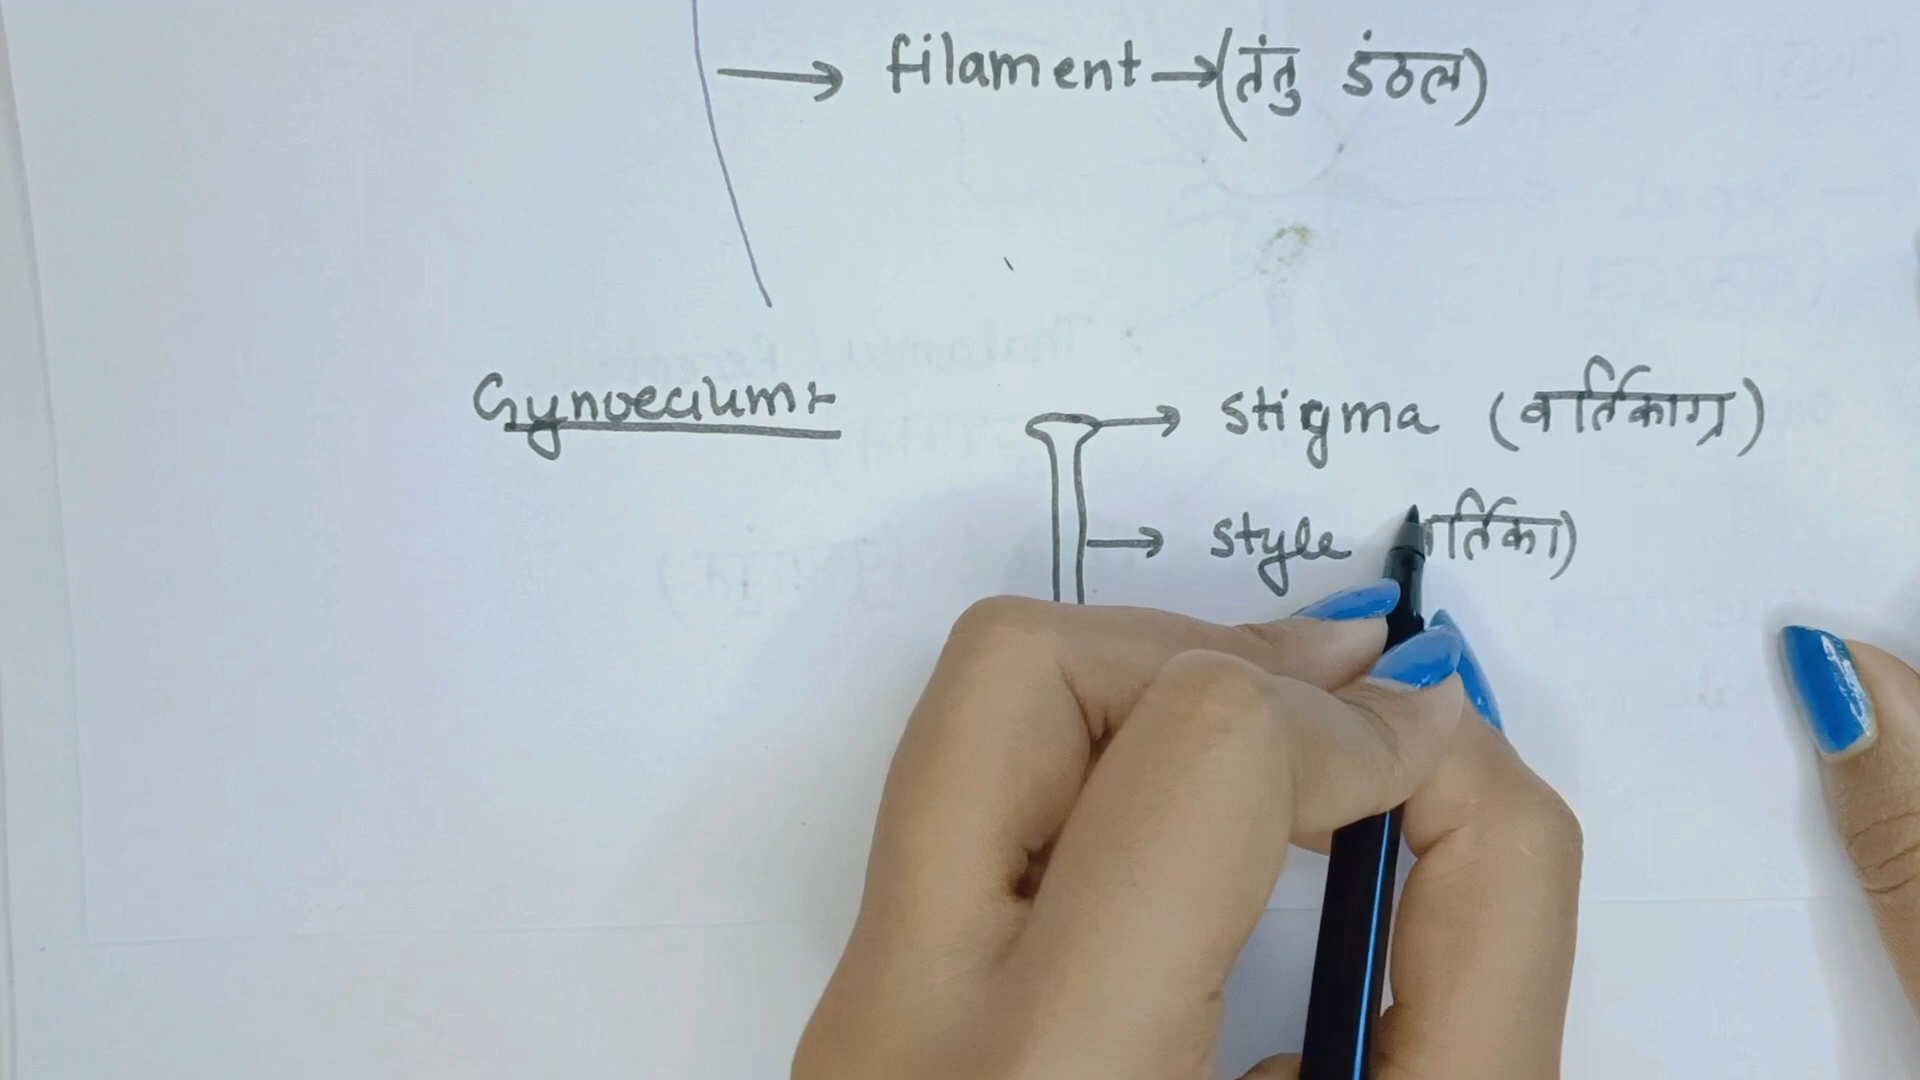 → filament → (तंतु डंठल)
Gynoecium :-
→ stigma (वर्तिकाग्र)
→ style वर्तिका)